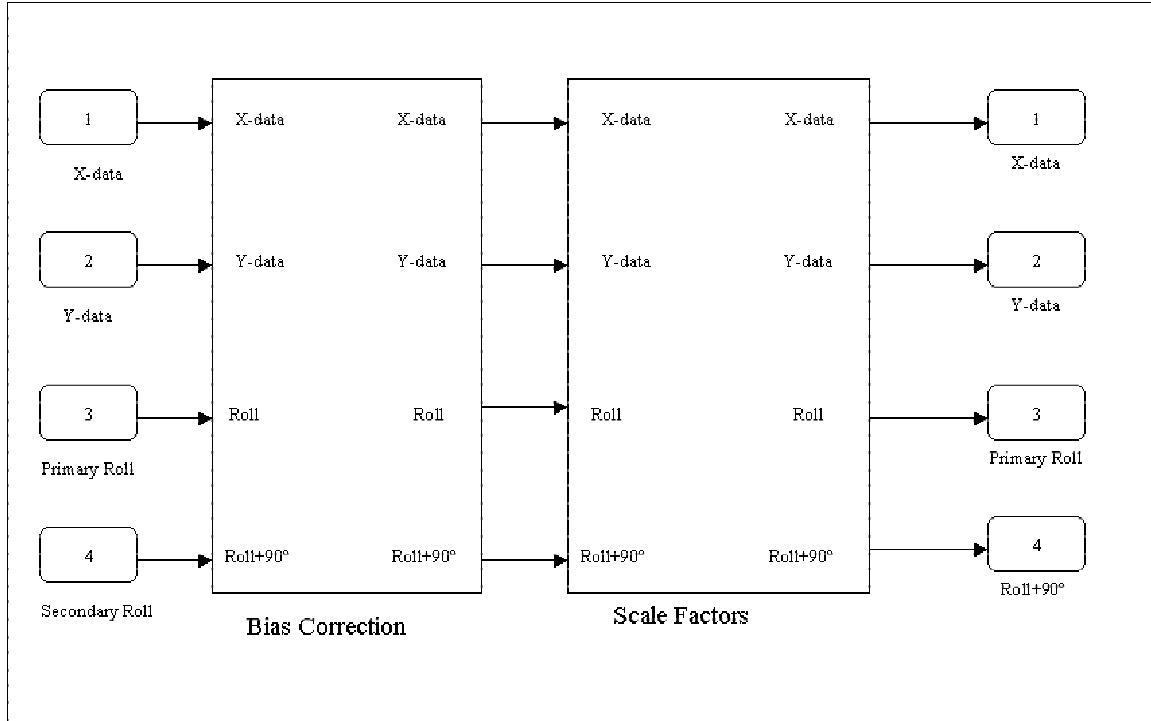 1
X-data
X-data
X-data
X-data
X-data
1
X-data
2
Y-data
Y-data
Y-data
Y-data
Y-data
2
Y-data
3
Primary Roll
Roll
Roll
Roll
Roll
3
Primary Roll
4
Secondary Roll
Roll+90°
Roll+90°
Roll+90°
Roll+90°
4
Roll+90°
Bias Correction
Scale Factors